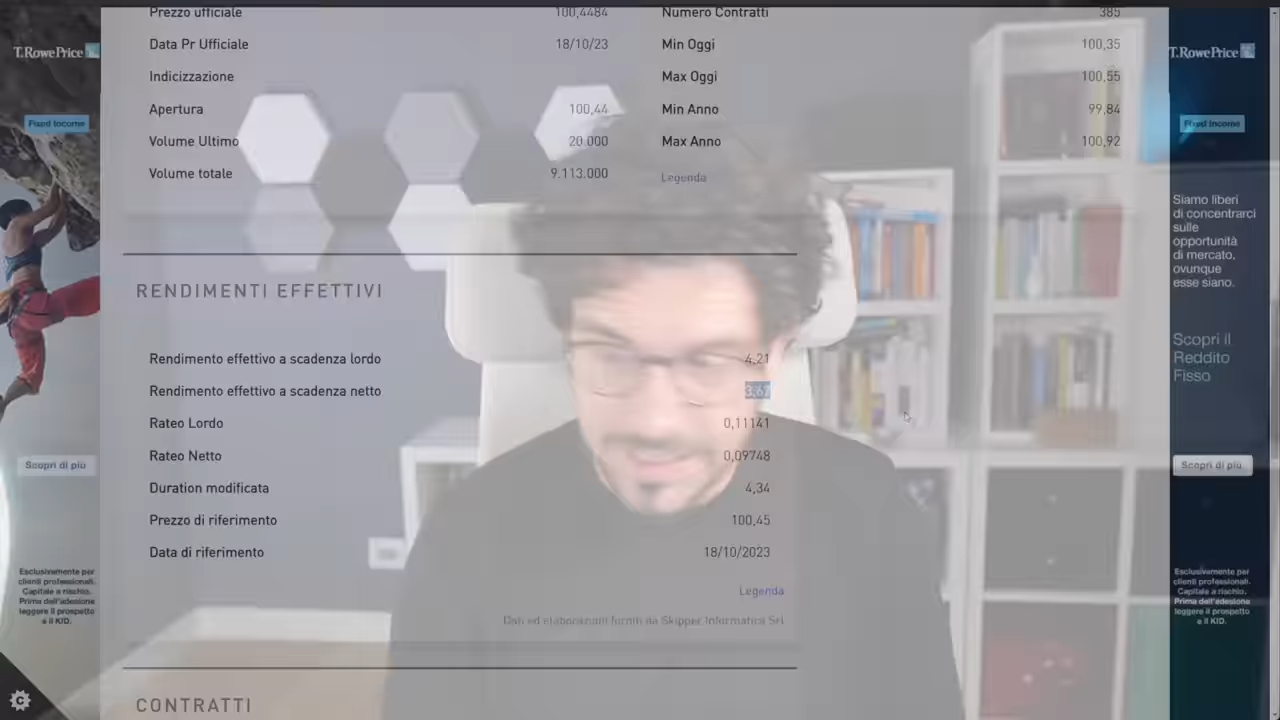 Prezzo ufficiale 100,4484
Data Pr Ufficiale 18/10/23
Indicizzazione
Apertura 100,44
Volume Ultimo 20.000
Volume totale 9.113.000
Numero Contratti 385
Min Oggi 100,35
Max Oggi 100,55
Min Anno 99,84
Max Anno 100,92
Legenda
RENDIMENTI EFFETTIVI
Rendimento effettivo a scadenza lordo 4,21
Rendimento effettivo a scadenza netto 3,67
Rateo Lordo 0,11141
Rateo Netto 0,09748
Duration modificata 4,34
Prezzo di riferimento 100,45
Data di riferimento 18/10/2023
Legenda
Dati ed elaborazioni forniti da Skipper Informatica Srl
CONTRATTI
T.RowePrice
Fixed Income
Scopri di più
Esclusivamente per
clienti professionali.
Capitale a rischio.
Prima dell'adesione
leggere il prospetto
e il KID.
T.RowePrice
Fixed Income
Siamo liberi
di concentrarci
sulle
opportunità
di mercato,
ovunque
esse siano.
Scopri il
Reddito
Fisso
Scopri di più
Esclusivamente per
clienti professionali.
Capitale a rischio.
Prima dell'adesione
leggere il prospetto
e il KID.